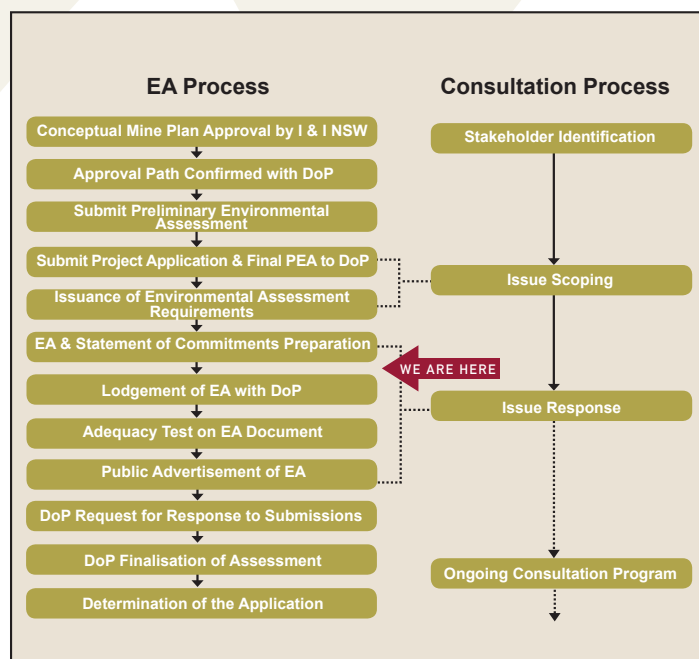 EA Process
Conceptual Mine Plan Approval by I & I NSW
Approval Path Confirmed with DoP
Submit Preliminary Environmental
Assessment
Submit Project Application & Final PEA to DoP
Issuance of Environmental Assessment
Requirements
EA & Statement of Commitments Preparation
WE ARE HERE
Lodgement of EA with DoP
Adequacy Test on EA Document
Public Advertisement of EA
DoP Request for Response to Submissions
DoP Finalisation of Assessment
Determination of the Application
Consultation Process
Stakeholder Identification
Issue Scoping
Issue Response
Ongoing Consultation Program